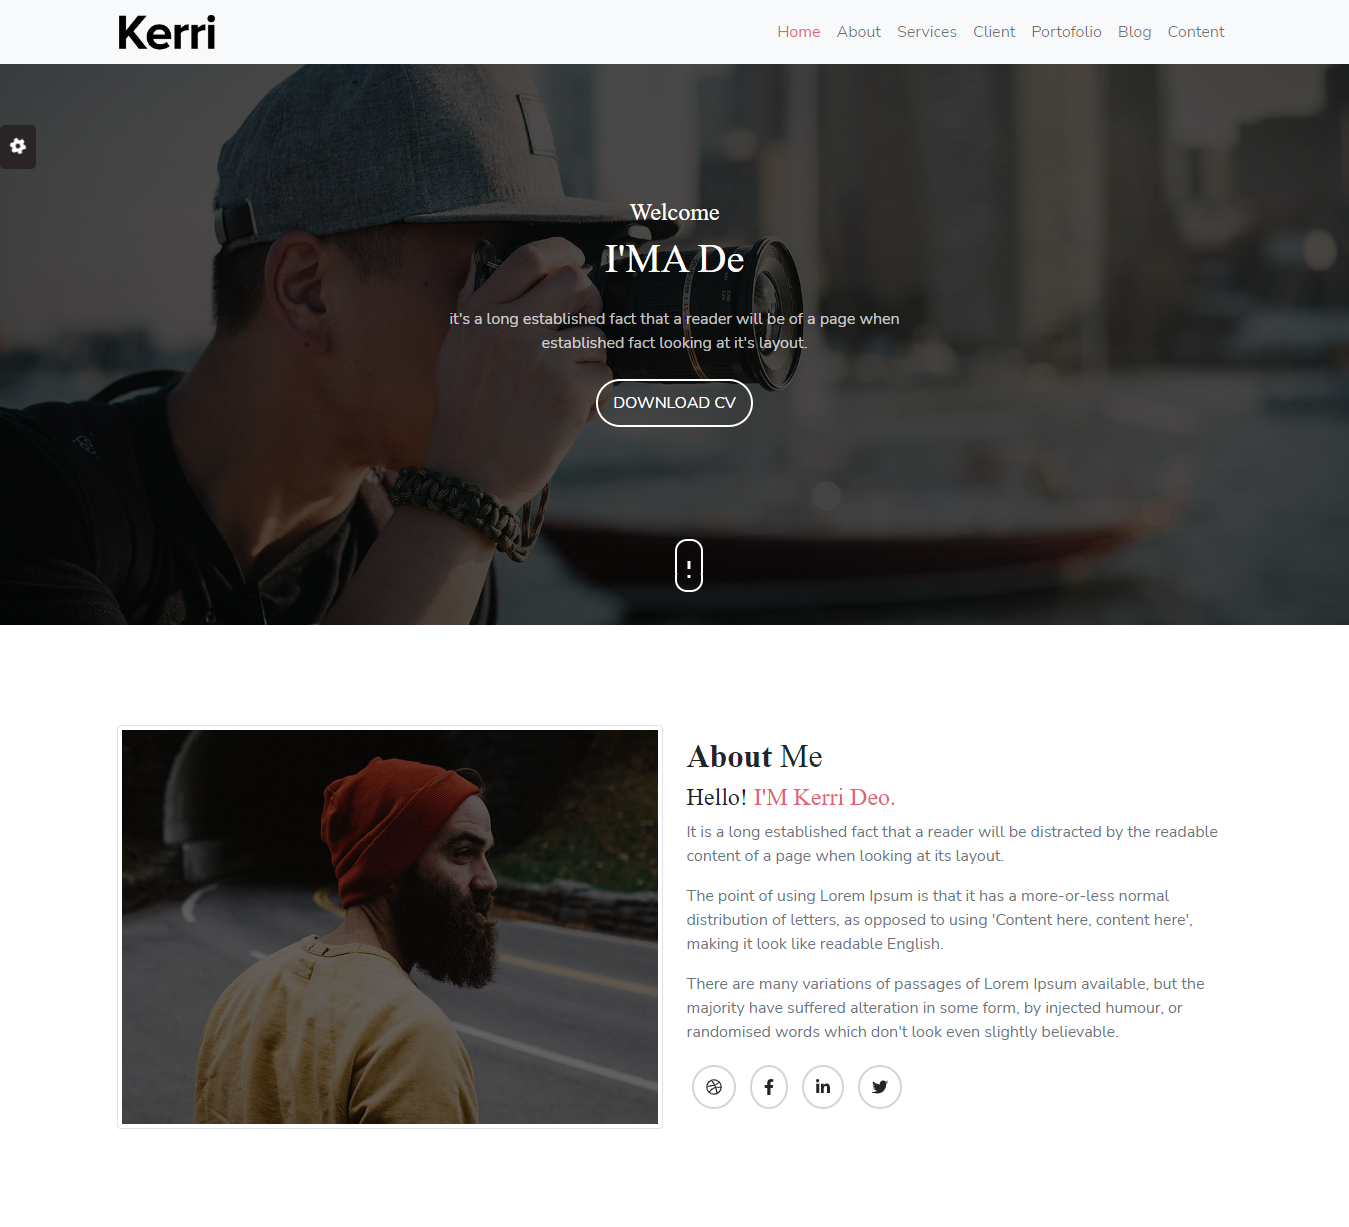 Kerri
Home About Services Client Portofolio Blog Content
Welcome
I'MA De
it's a long established fact that a reader will be of a page when
established fact looking at it's layout.
DOWNLOAD CV
About Me
Hello! I'M Kerri Deo.
It is a long established fact that a reader will be distracted by the readable
content of a page when looking at its layout.
The point of using Lorem Ipsum is that it has a more-or-less normal
distribution of letters, as opposed to using 'Content here, content here',
making it look like readable English.
There are many variations of passages of Lorem Ipsum available, but the
majority have suffered alteration in some form, by injected humour, or
randomised words which don't look even slightly believable.